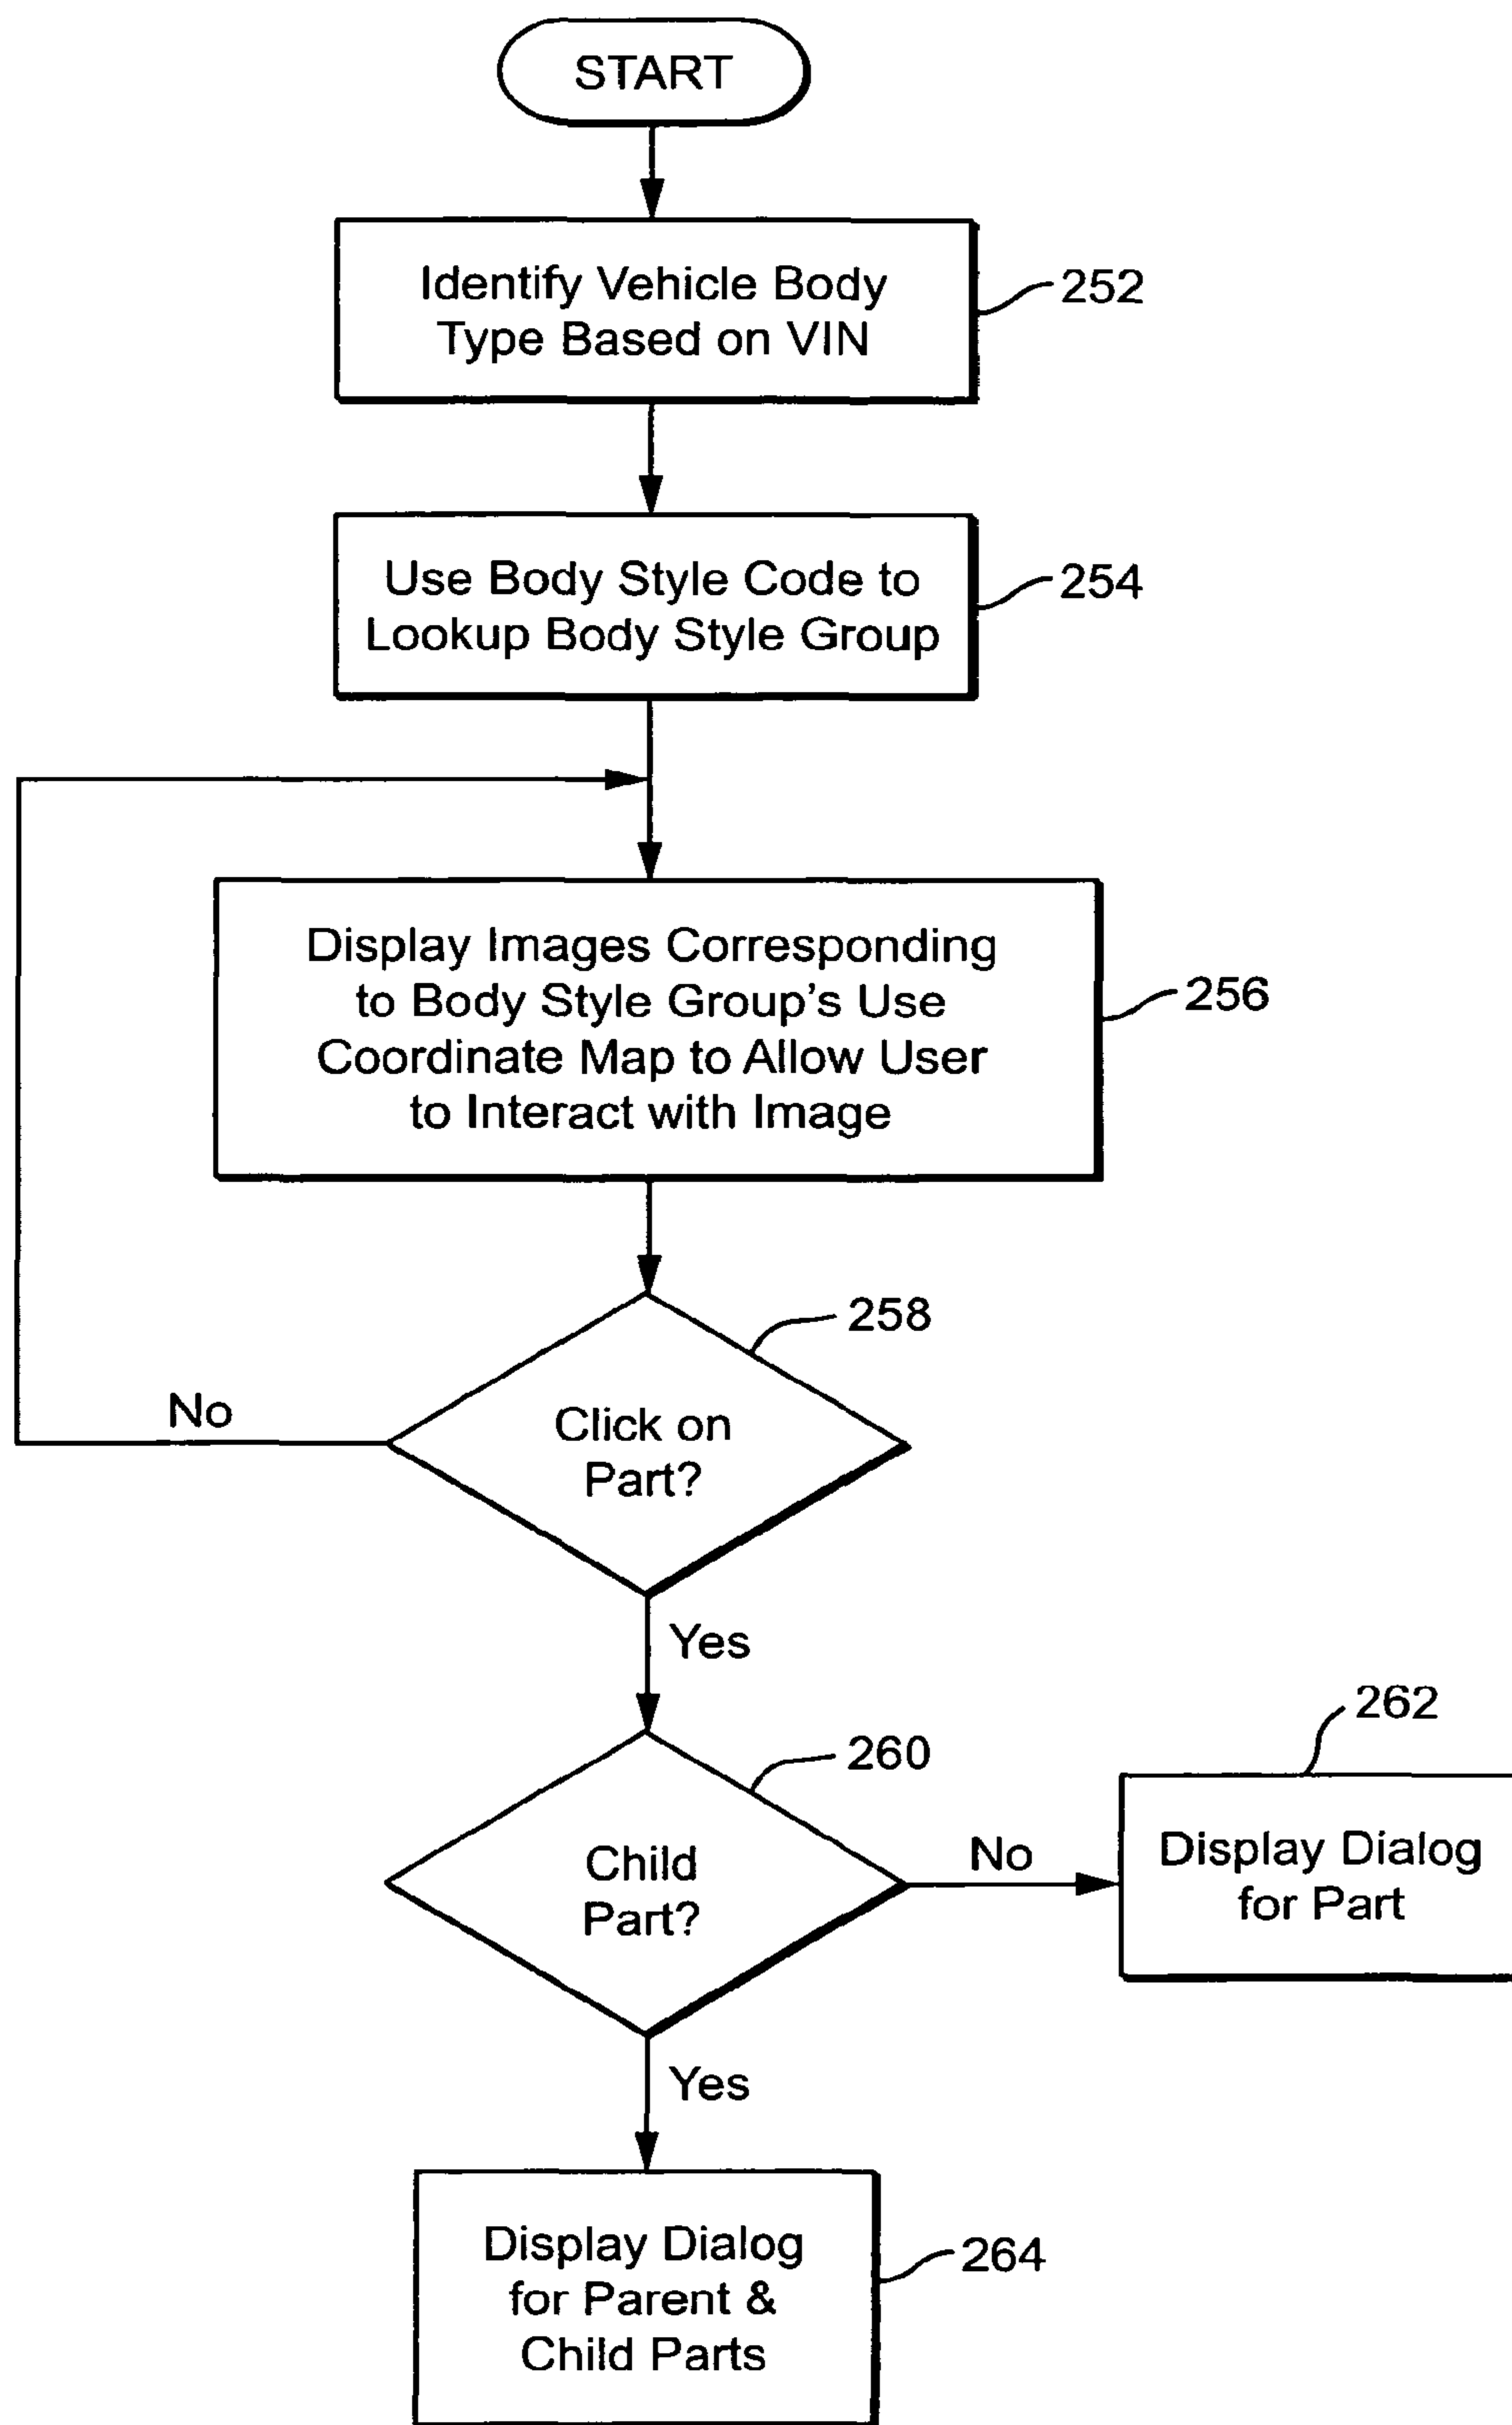 START
Identify Vehicle Body
Type Based on VIN
252
Use Body Style Code to
Lookup Body Style Group
254
Display Images Corresponding
to Body Style Group's Use
Coordinate Map to Allow User
to Interact with Image
256
258
Click on
Part?
No
Yes
260
Child
Part?
No
262
Display Dialog
for Part
Yes
Display Dialog
for Parent &
Child Parts
264